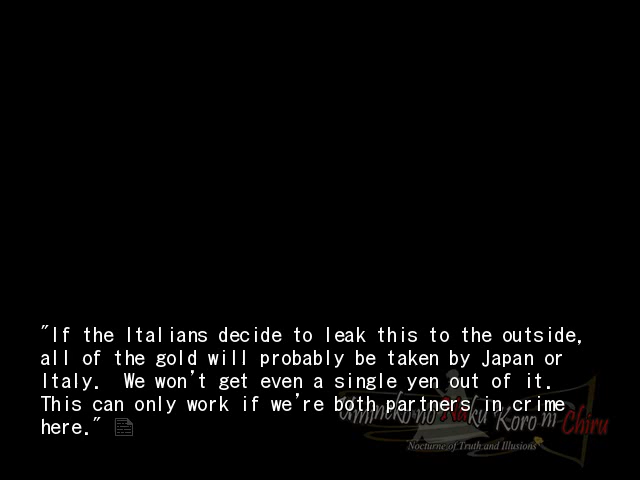 "If the Italians decide to leak this to the outside,
all of the gold will probably be taken by Japan or
Italy.  We won't get even a single yen out of it.
This can only work if we're both partners in crime
here."
Umineko no Naku Koro ni Chiru
Nocturne of Truth and Illusions